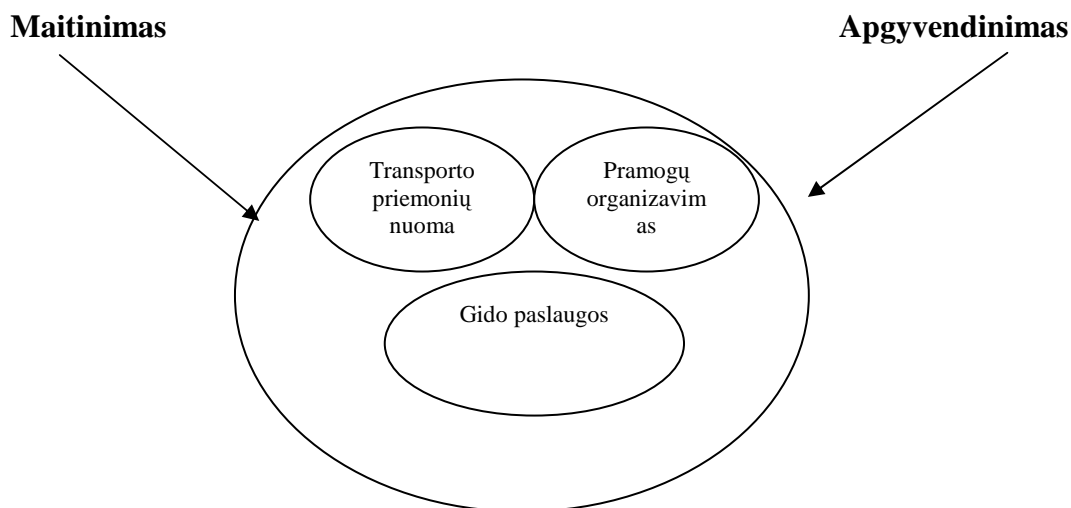 Maitinimas
Apgyvendinimas
Transporto
priemonių
nuoma
Pramogų
organizavim
as
Gido paslaugos